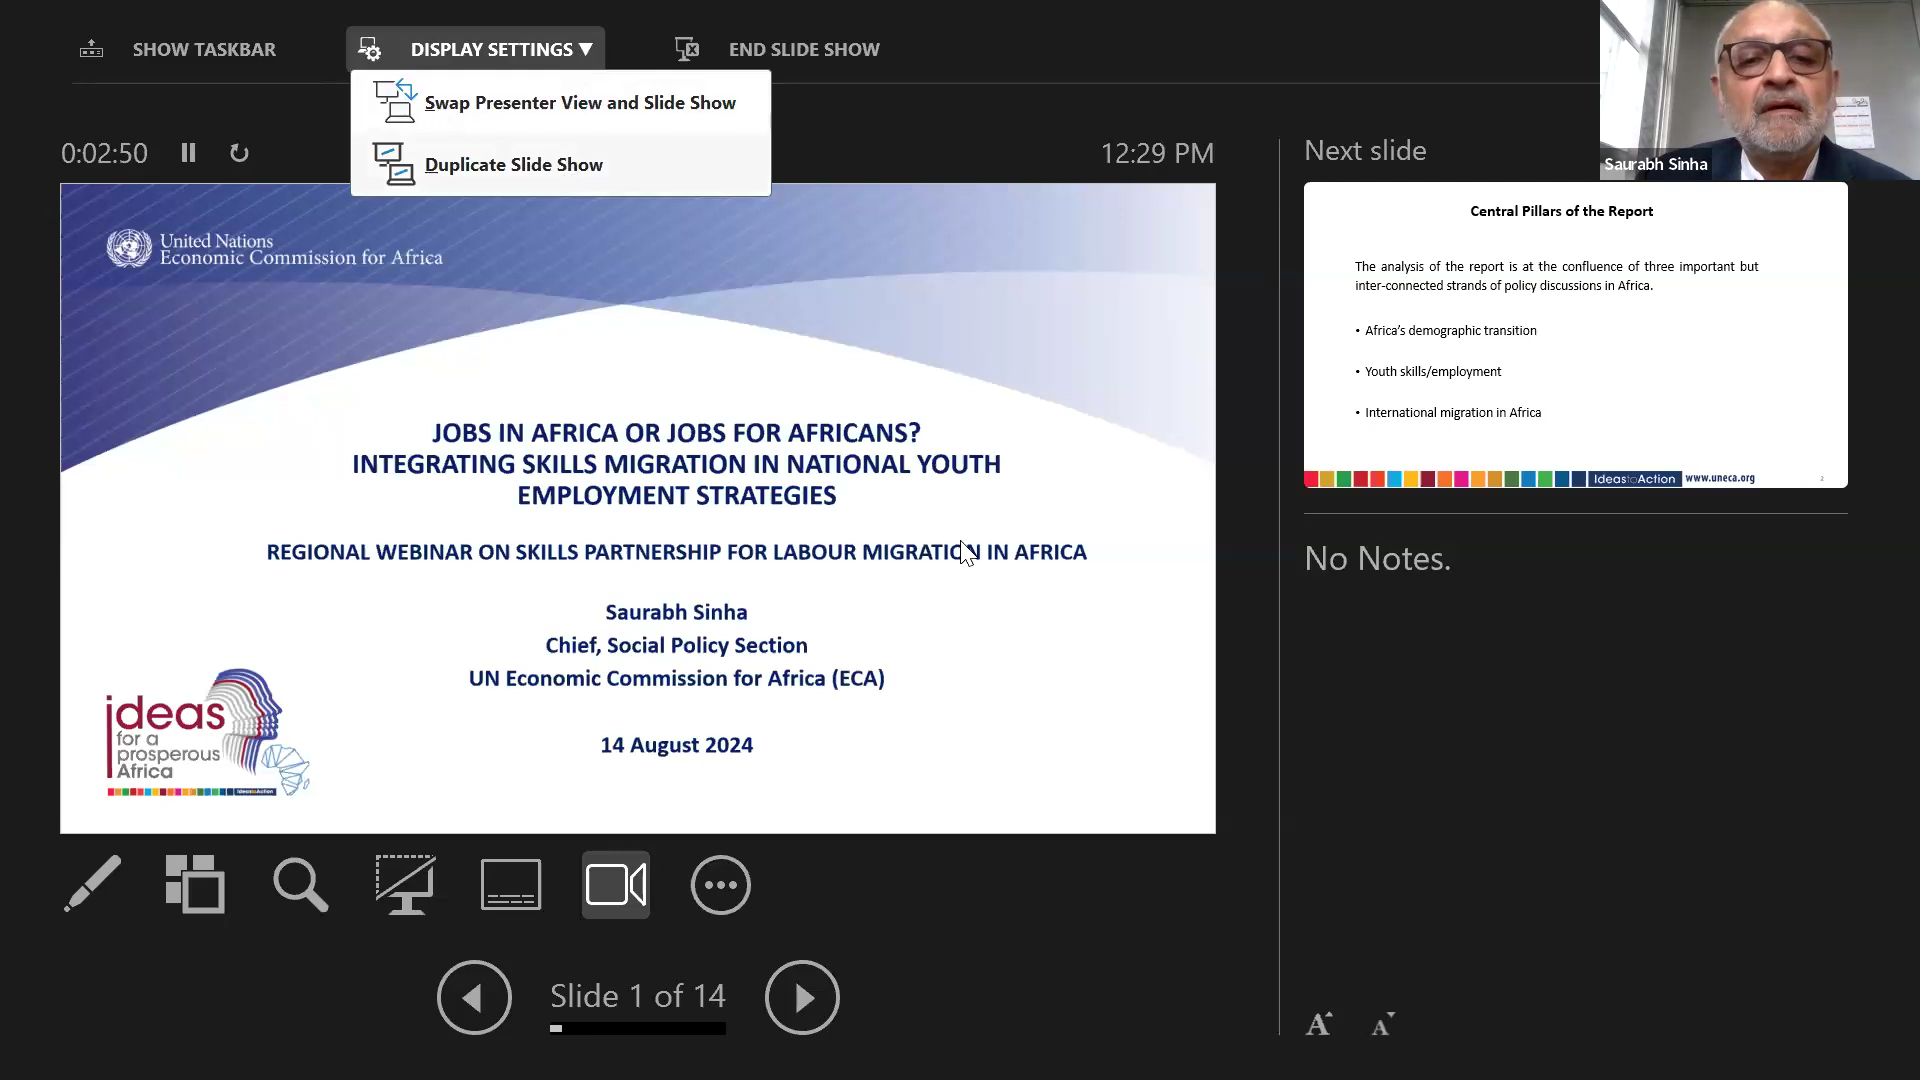 SHOW TASKBAR
DISPLAY SETTINGS ▼
END SLIDE SHOW
Swap Presenter View and Slide Show
Duplicate Slide Show
0:02:50
12:29 PM
United Nations
Economic Commission for Africa
JOBS IN AFRICA OR JOBS FOR AFRICANS?
INTEGRATING SKILLS MIGRATION IN NATIONAL YOUTH
EMPLOYMENT STRATEGIES
REGIONAL WEBINAR ON SKILLS PARTNERSHIP FOR LABOUR MIGRATION IN AFRICA
Saurabh Sinha
Chief, Social Policy Section
UN Economic Commission for Africa (ECA)
14 August 2024
ideas
for a
prosperous
Africa
IdeastoAction
Slide 1 of 14
Saurabh Sinha
Next slide
Central Pillars of the Report
The analysis of the report is at the confluence of three important but
inter-connected strands of policy discussions in Africa.
• Africa's demographic transition
• Youth skills/employment
• International migration in Africa
IdeastoAction www.uneca.org 2
No Notes.
A A